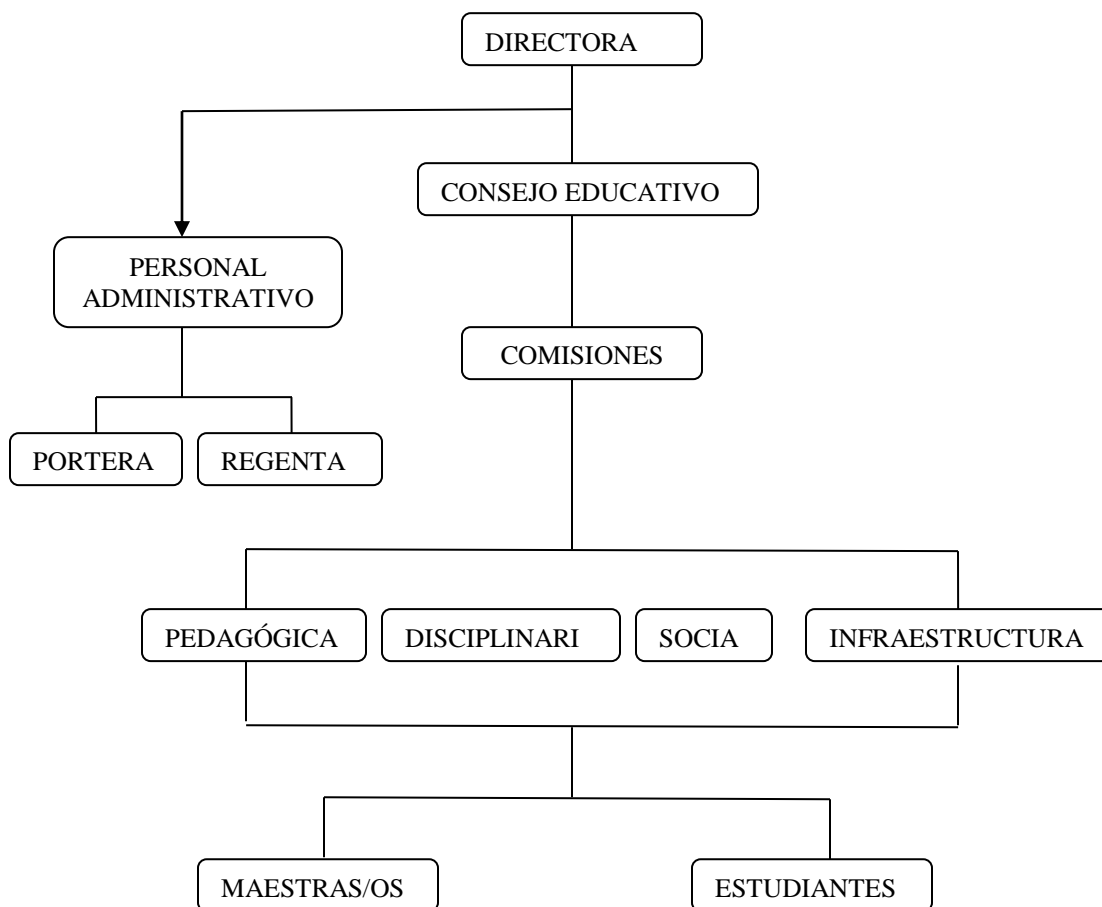 DIRECTORA
CONSEJO EDUCATIVO
PERSONAL
ADMINISTRATIVO
COMISIONES
PORTERA
REGENTA
PEDAGÓGICA
DISCIPLINARI
SOCIA
INFRAESTRUCTURA
MAESTRAS/OS
ESTUDIANTES